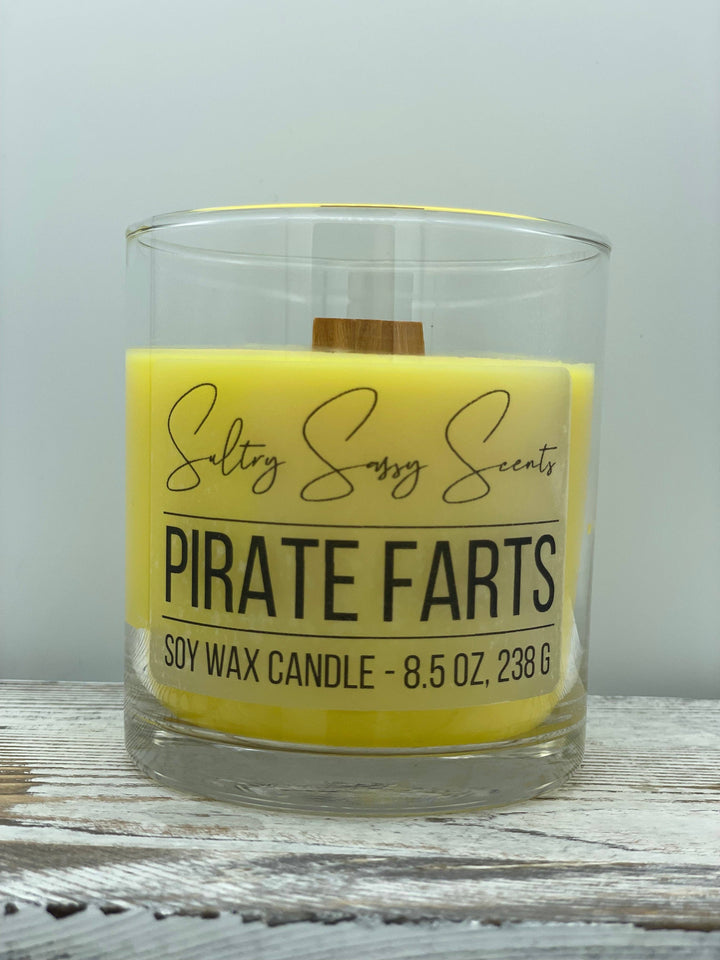 Sultry Sassy Scents
PIRATE FARTS
SOY WAX CANDLE - 8.5 OZ, 238 G